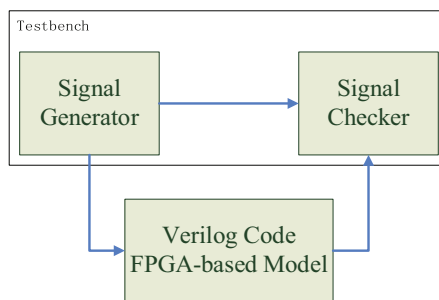 Testbench
Signal
Generator
Signal
Checker
Verilog Code
FPGA-based Model